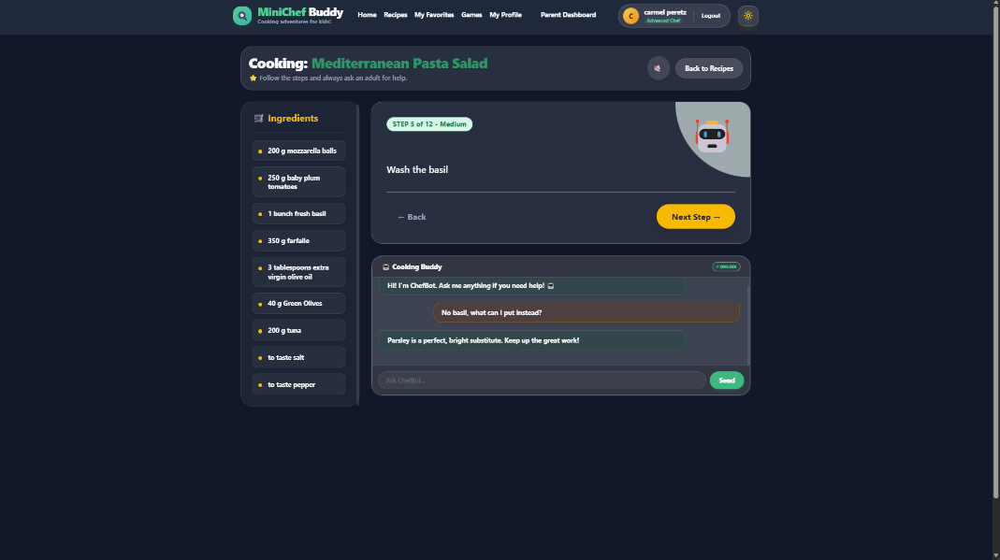 MiniChef Buddy
Cooking adventures for kids!
Home Recipes My Favorites Games My Profile Parent Dashboard
C
carmel peretz
Advanced Chef
Logout
Cooking: Mediterranean Pasta Salad
Follow the steps and always ask an adult for help.
Back to Recipes
Ingredients
200 g mozzarella balls
250 g baby plum
tomatoes
1 bunch fresh basil
350 g farfalle
3 tablespoons extra
virgin olive oil
40 g Green Olives
200 g tuna
to taste salt
to taste pepper
STEP 5 of 12 - Medium
Wash the basil
← Back
Next Step →
Cooking Buddy
ONLINE
Hi! I'm ChefBot. Ask me anything if you need help!
No basil, what can I put instead?
Parsley is a perfect, bright substitute. Keep up the great work!
Ask ChefBot...
Send